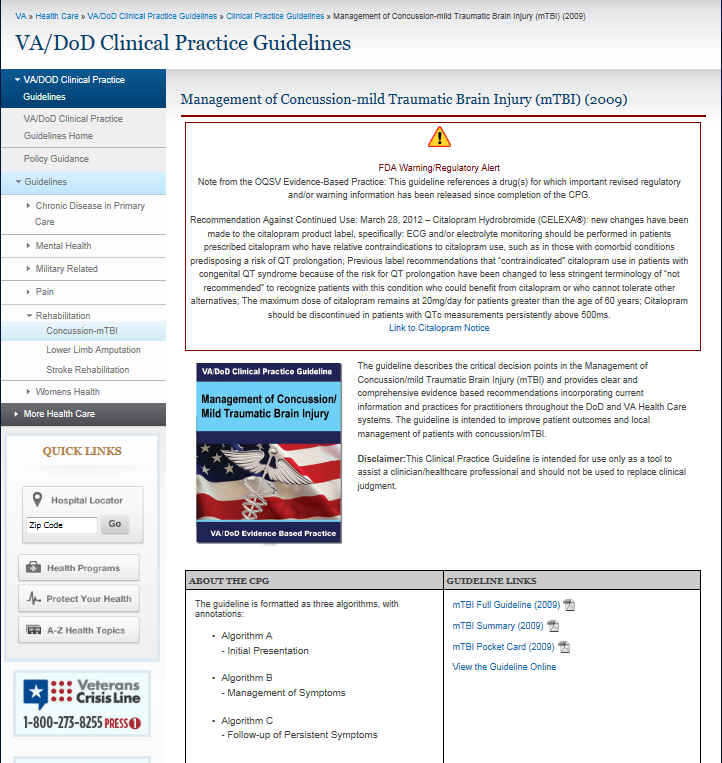 VA » Health Care » VA/DoD Clinical Practice Guidelines » Clinical Practice Guidelines » Management of Concussion-mild Traumatic Brain Injury (mTBI) (2009)
VA/DoD Clinical Practice Guidelines
VA/DOD Clinical Practice
Guidelines
VA/DoD Clinical Practice
Guidelines Home
Policy Guidance
Guidelines
Chronic Disease in Primary
Care
Mental Health
Military Related
Pain
Rehabilitation
Concussion-mTBI
Lower Limb Amputation
Stroke Rehabilitation
Womens Health
More Health Care
QUICK LINKS
Hospital Locator
Zip Code
Go
Health Programs
Protect Your Health
A-Z Health Topics
Veterans
Crisis Line
1-800-273-8255 PRESS 1
Management of Concussion-mild Traumatic Brain Injury (mTBI) (2009)
FDA Warning/Regulatory Alert
Note from the OQSV Evidence-Based Practice: This guideline references a drug(s) for which important revised regulatory
and/or warning information has been released since completion of the CPG.
Recommendation Against Continued Use: March 28, 2012 – Citalopram Hydrobromide (CELEXA®): new changes have been
made to the citalopram product label, specifically: ECG and/or electrolyte monitoring should be performed in patients
prescribed citalopram who have relative contraindications to citalopram use, such as in those with comorbid conditions
predisposing a risk of QT prolongation; Previous label recommendations that “contraindicated” citalopram use in patients with
congenital QT syndrome because of the risk for QT prolongation have been changed to less stringent terminology of “not
recommended” to recognize patients with this condition who could benefit from citalopram or who cannot tolerate other
alternatives; The maximum dose of citalopram remains at 20mg/day for patients greater than the age of 60 years; Citalopram
should be discontinued in patients with QTc measurements persistently above 500ms.
Link to Citalopram Notice
VA/DoD Clinical Practice Guideline
Management of Concussion/
Mild Traumatic Brain Injury
VA/DoD Evidence Based Practice
The guideline describes the critical decision points in the Management of
Concussion/mild Traumatic Brain Injury (mTBI) and provides clear and
comprehensive evidence based recommendations incorporating current
information and practices for practitioners throughout the DoD and VA Health Care
systems. The guideline is intended to improve patient outcomes and local
management of patients with concussion/mTBI.
Disclaimer:This Clinical Practice Guideline is intended for use only as a tool to
assist a clinician/healthcare professional and should not be used to replace clinical
judgment.
ABOUT THE CPG
The guideline is formatted as three algorithms, with
annotations:
• Algorithm A
- Initial Presentation
• Algorithm B
- Management of Symptoms
• Algorithm C
- Follow-up of Persistent Symptoms
GUIDELINE LINKS
mTBI Full Guideline (2009)
mTBI Summary (2009)
mTBI Pocket Card (2009)
View the Guideline Online